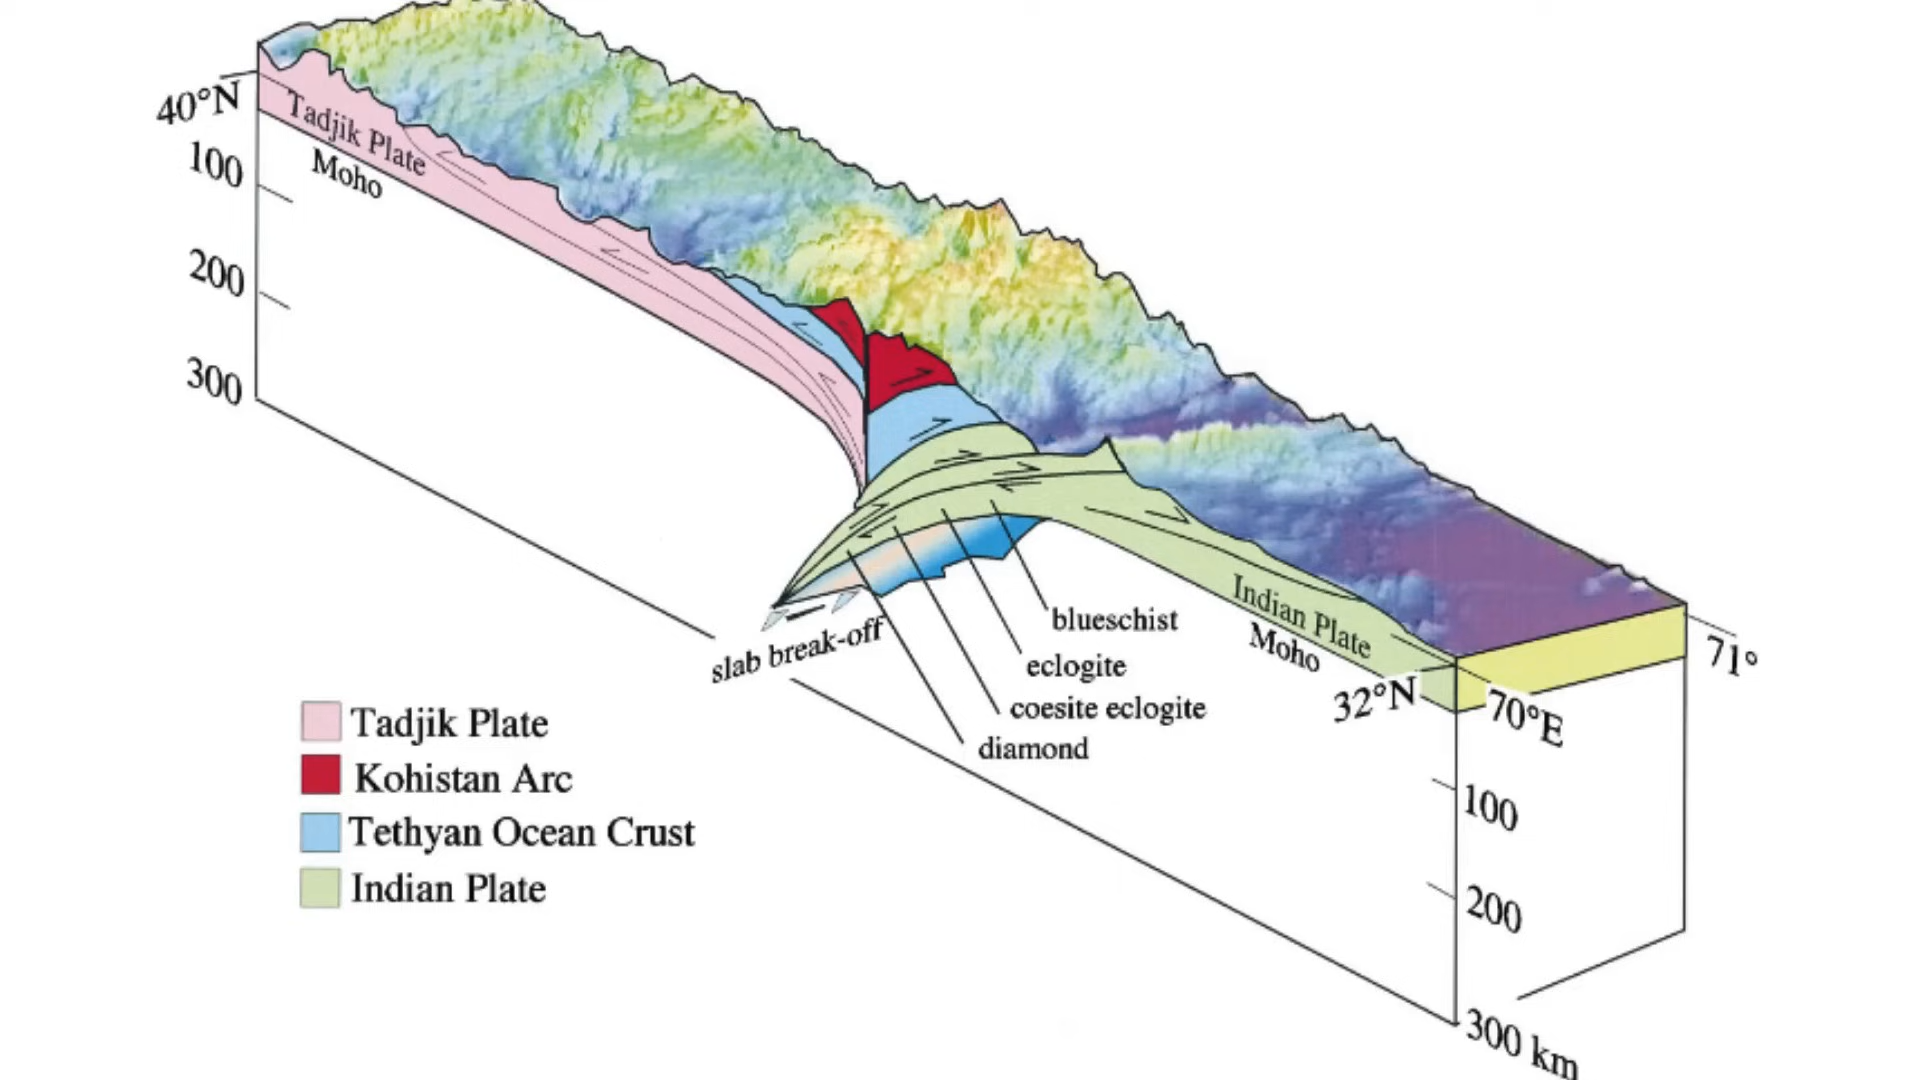 40°N
100
200
300
Tadjik Plate
Moho
slab break-off
blueschist
eclogite
coesite eclogite
diamond
Indian Plate
Moho
32°N
70°E
71°
100
200
300 km
Tadjik Plate
Kohistan Arc
Tethyan Ocean Crust
Indian Plate